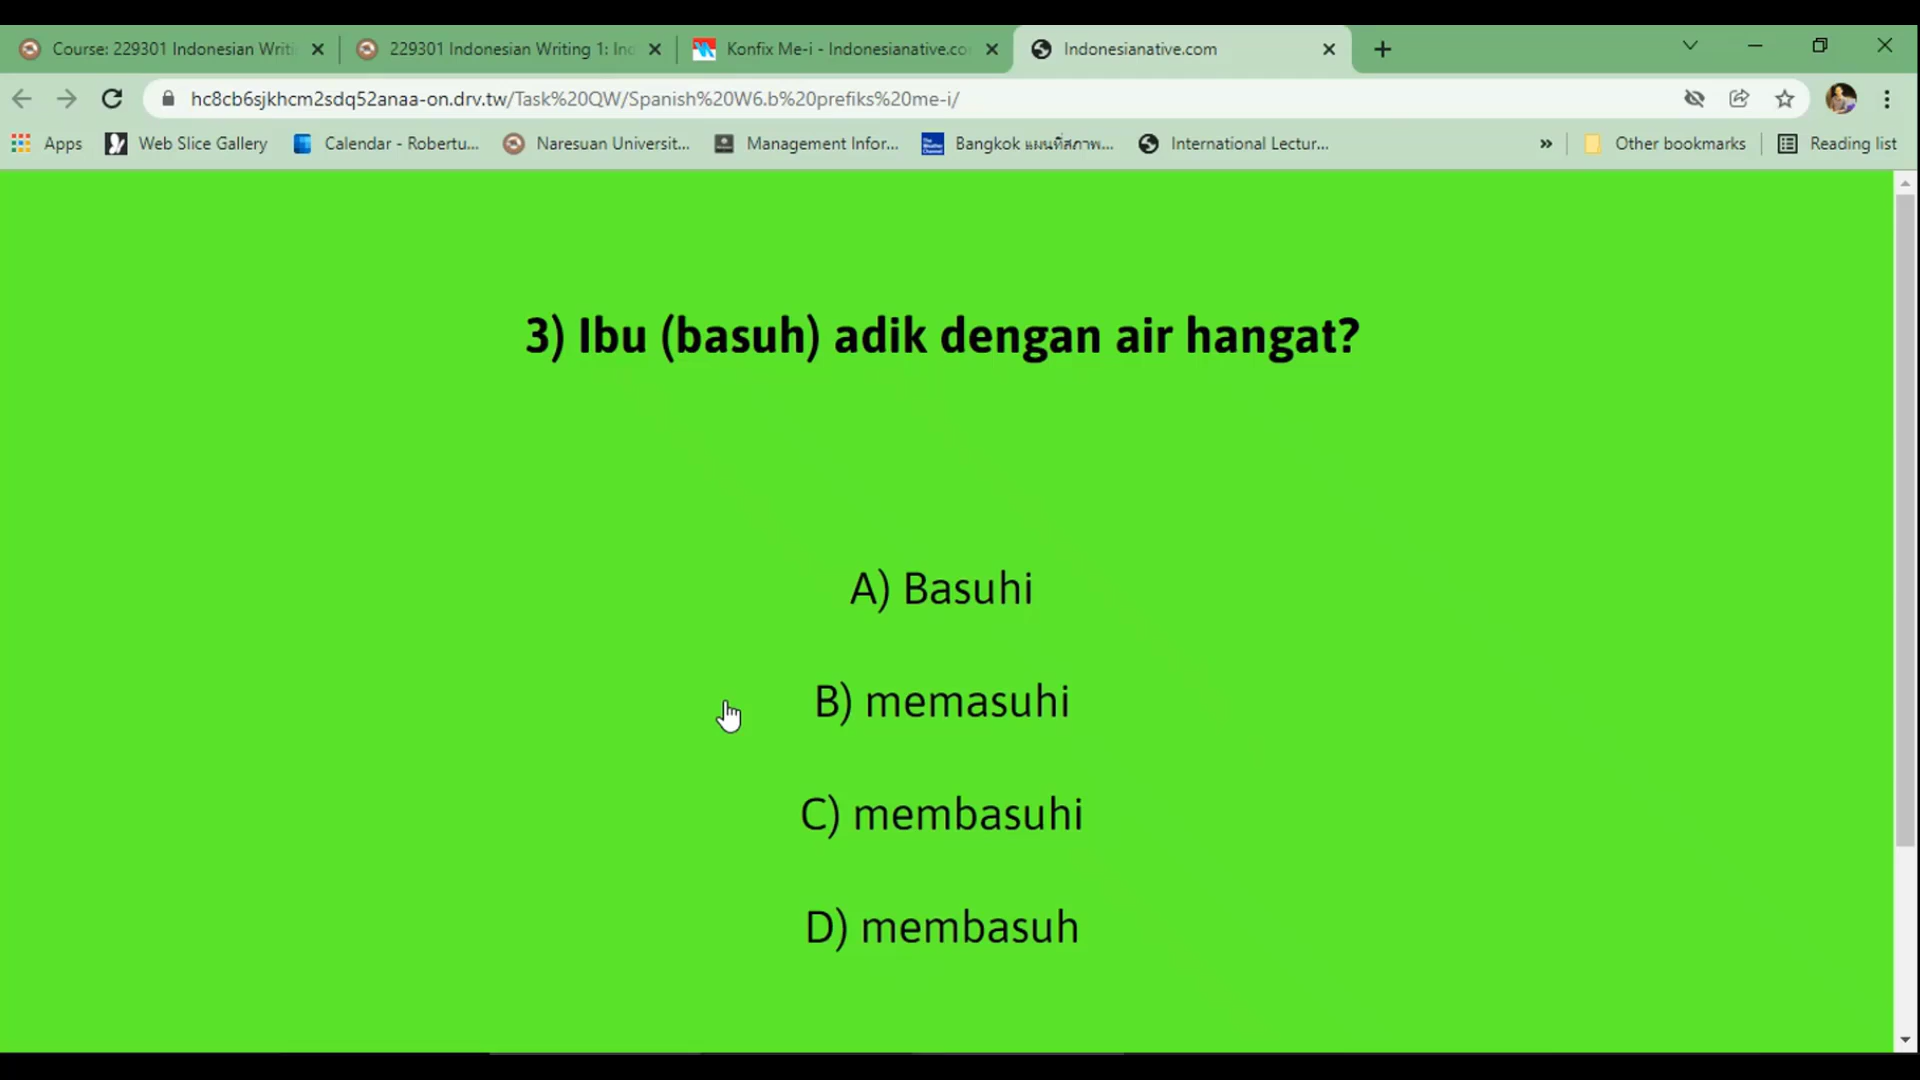 Course: 229301 Indonesian Writi
229301 Indonesian Writing 1: Ind
Konfix Me-i - Indonesianative.co
Indonesianative.com
hc8cb6sjkhcm2sdq52anaa-on.drv.tw/Task%20QW/Spanish%20W6.b%20prefiks%20me-i/
Apps
Web Slice Gallery
Calendar - Robertu...
Naresuan Universit...
Management Infor...
Bangkok แผนที่สภาพ...
International Lectur...
»
Other bookmarks
Reading list
3) Ibu (basuh) adik dengan air hangat?
A) Basuhi
B) memasuhi
C) membasuhi
D) membasuh